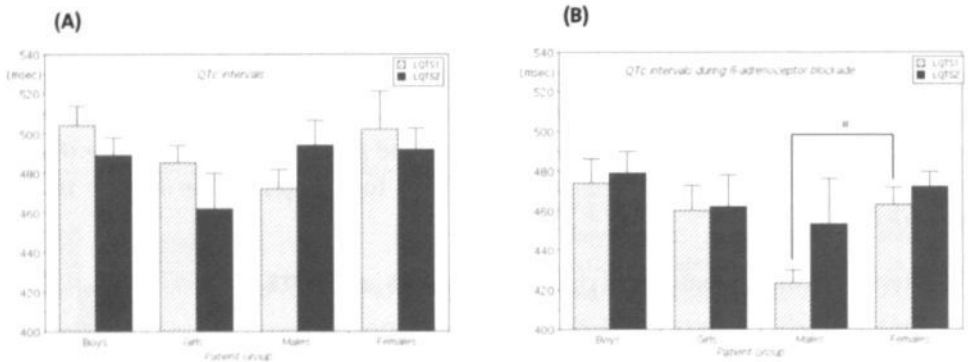 (A)
540
(msec)
520
500
480
460
440
420
400
QTc intervals
LQTS1
LQTS2
Boys
Girls
Males
Females
Patient Group
(B)
540
(msec)
520
500
480
460
440
420
400
QTc intervals during ß-adrenoceptor blockade
LQTS1
LQTS2
Boys
Girls
Males
Females
Patient Group